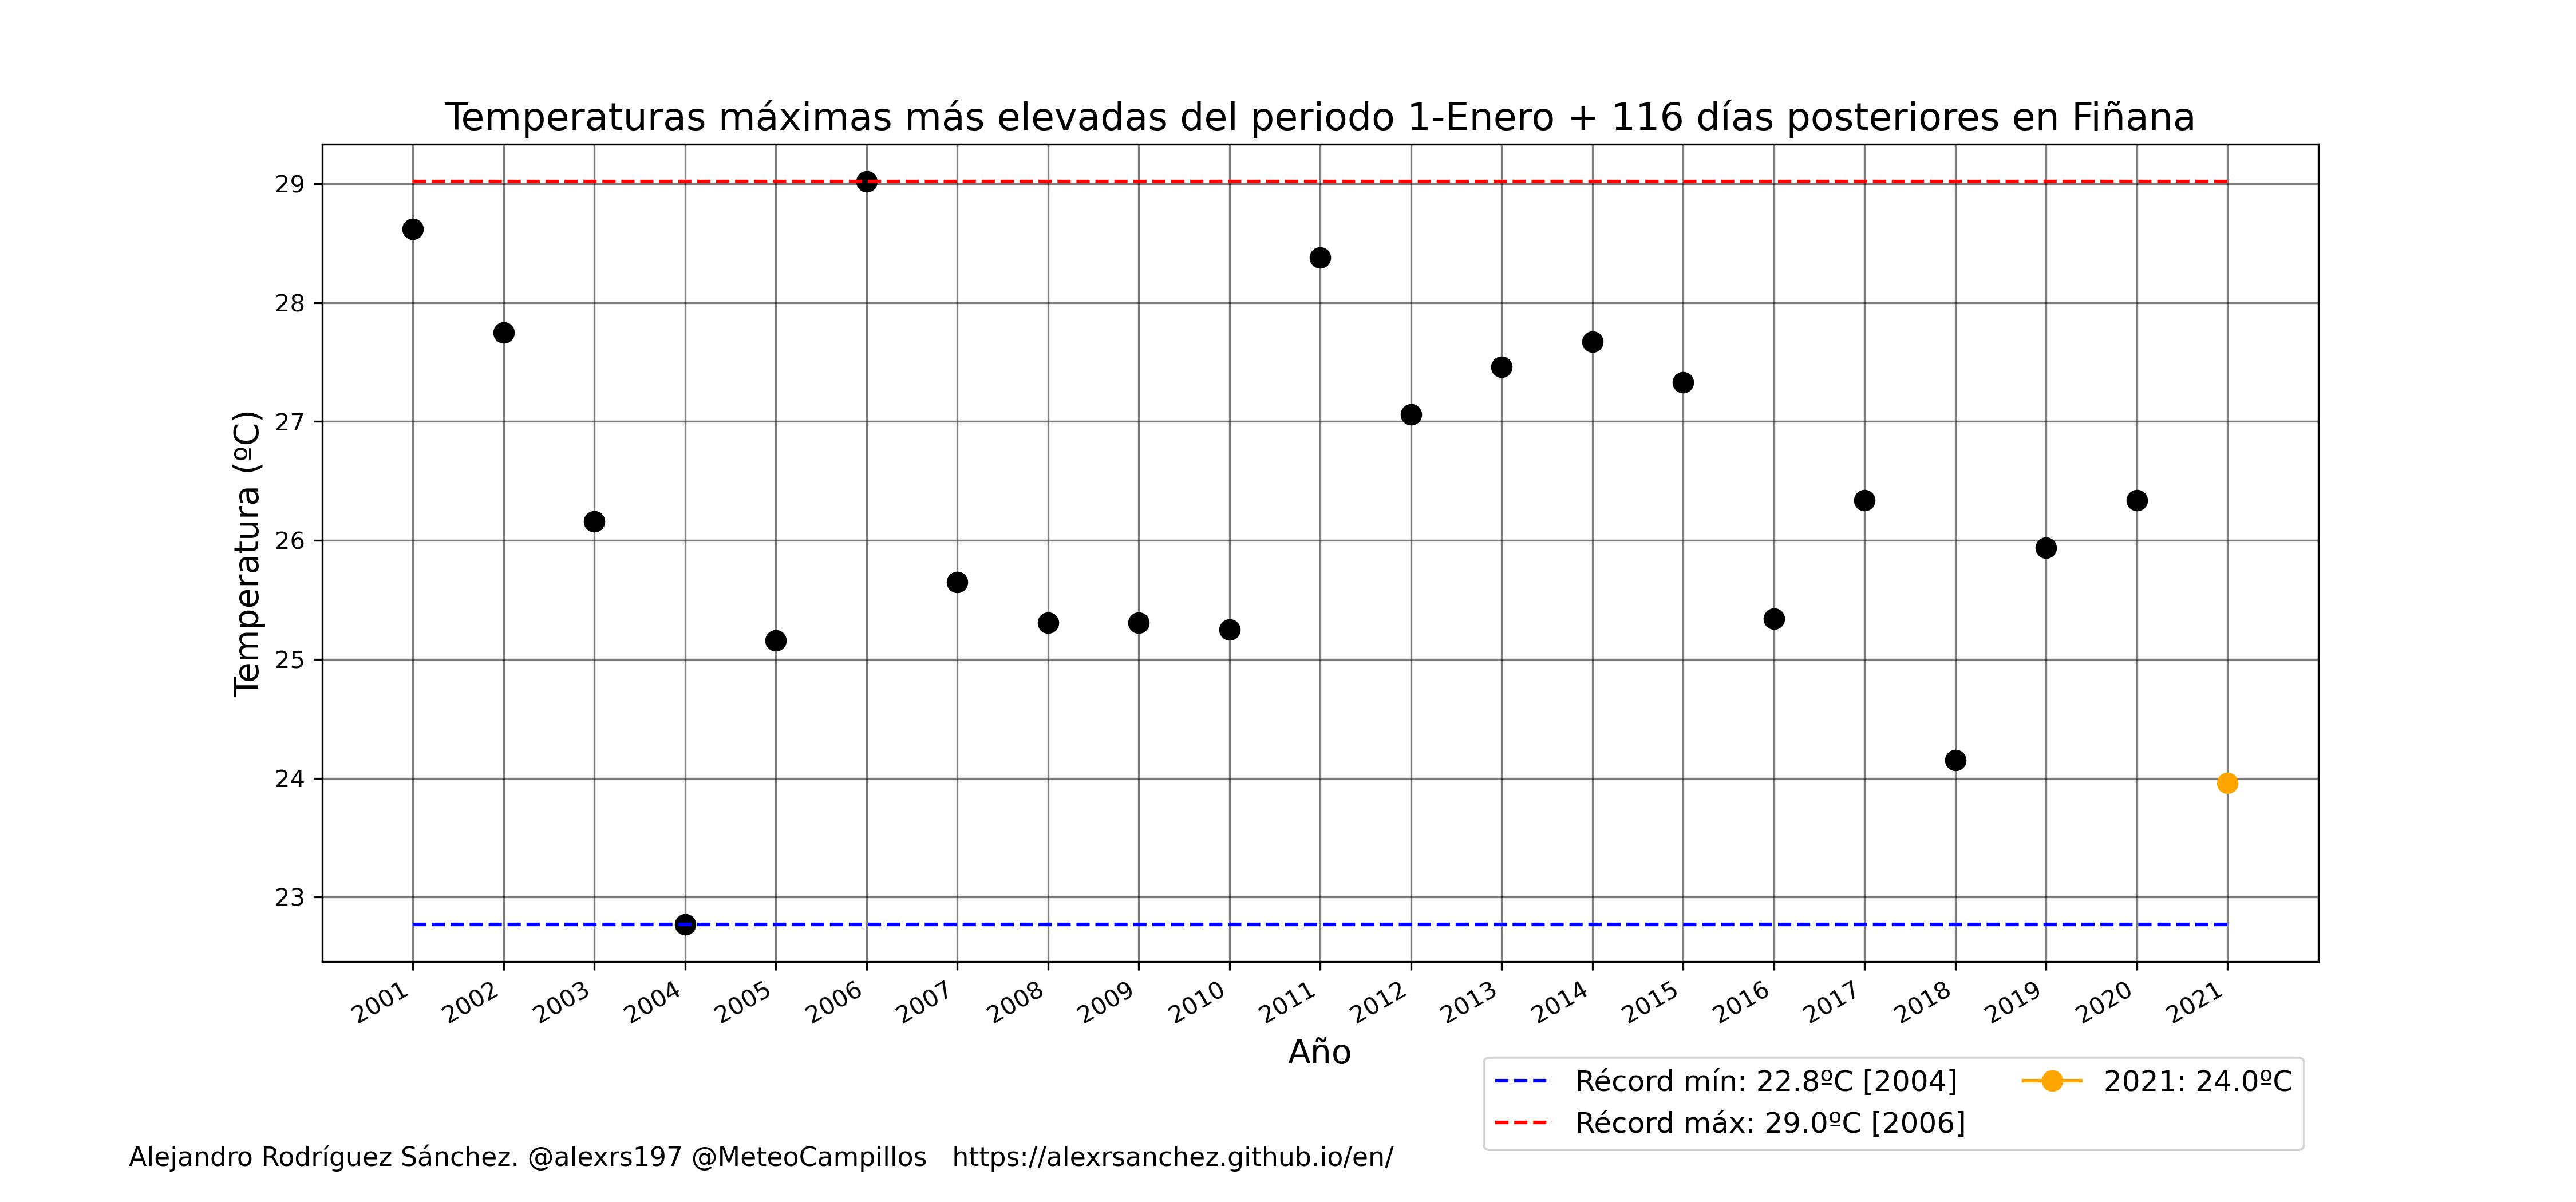 Temperaturas máximas más elevadas del periodo 1-Enero + 116 días posteriores en Fiñana
Temperatura (ºC)
29
28
27
26
25
24
23
2001 2002 2003 2004 2005 2006 2007 2008 2009 2010 2011 2012 2013 2014 2015 2016 2017 2018 2019 2020 2021
Año
Récord mín: 22.8ºC [2004]
Récord máx: 29.0ºC [2006]
2021: 24.0ºC
Alejandro Rodríguez Sánchez. @alexrs197 @MeteoCampillos https://alexrsanchez.github.io/en/